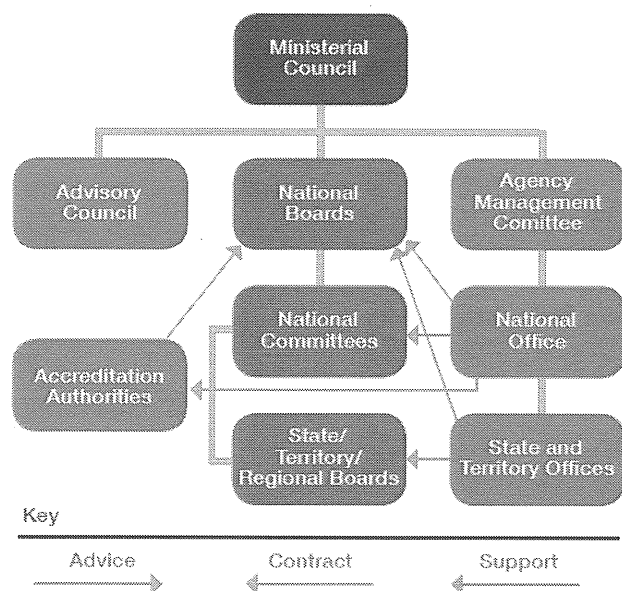 Ministerial
Council
Advisory
Council
National
Boards
Agency
Management
Comittee
National
Committees
National
Office
Accreditation
Authorities
State/
Territory/
Regional Boards
State and
Territory Offices
Key
Advice
Contract
Support